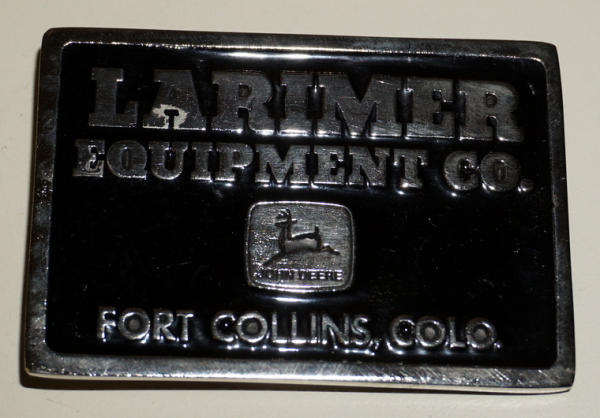 LARIMER
EQUIPMENT CO.
JOHN DEERE
FORT COLLINS, COLO.